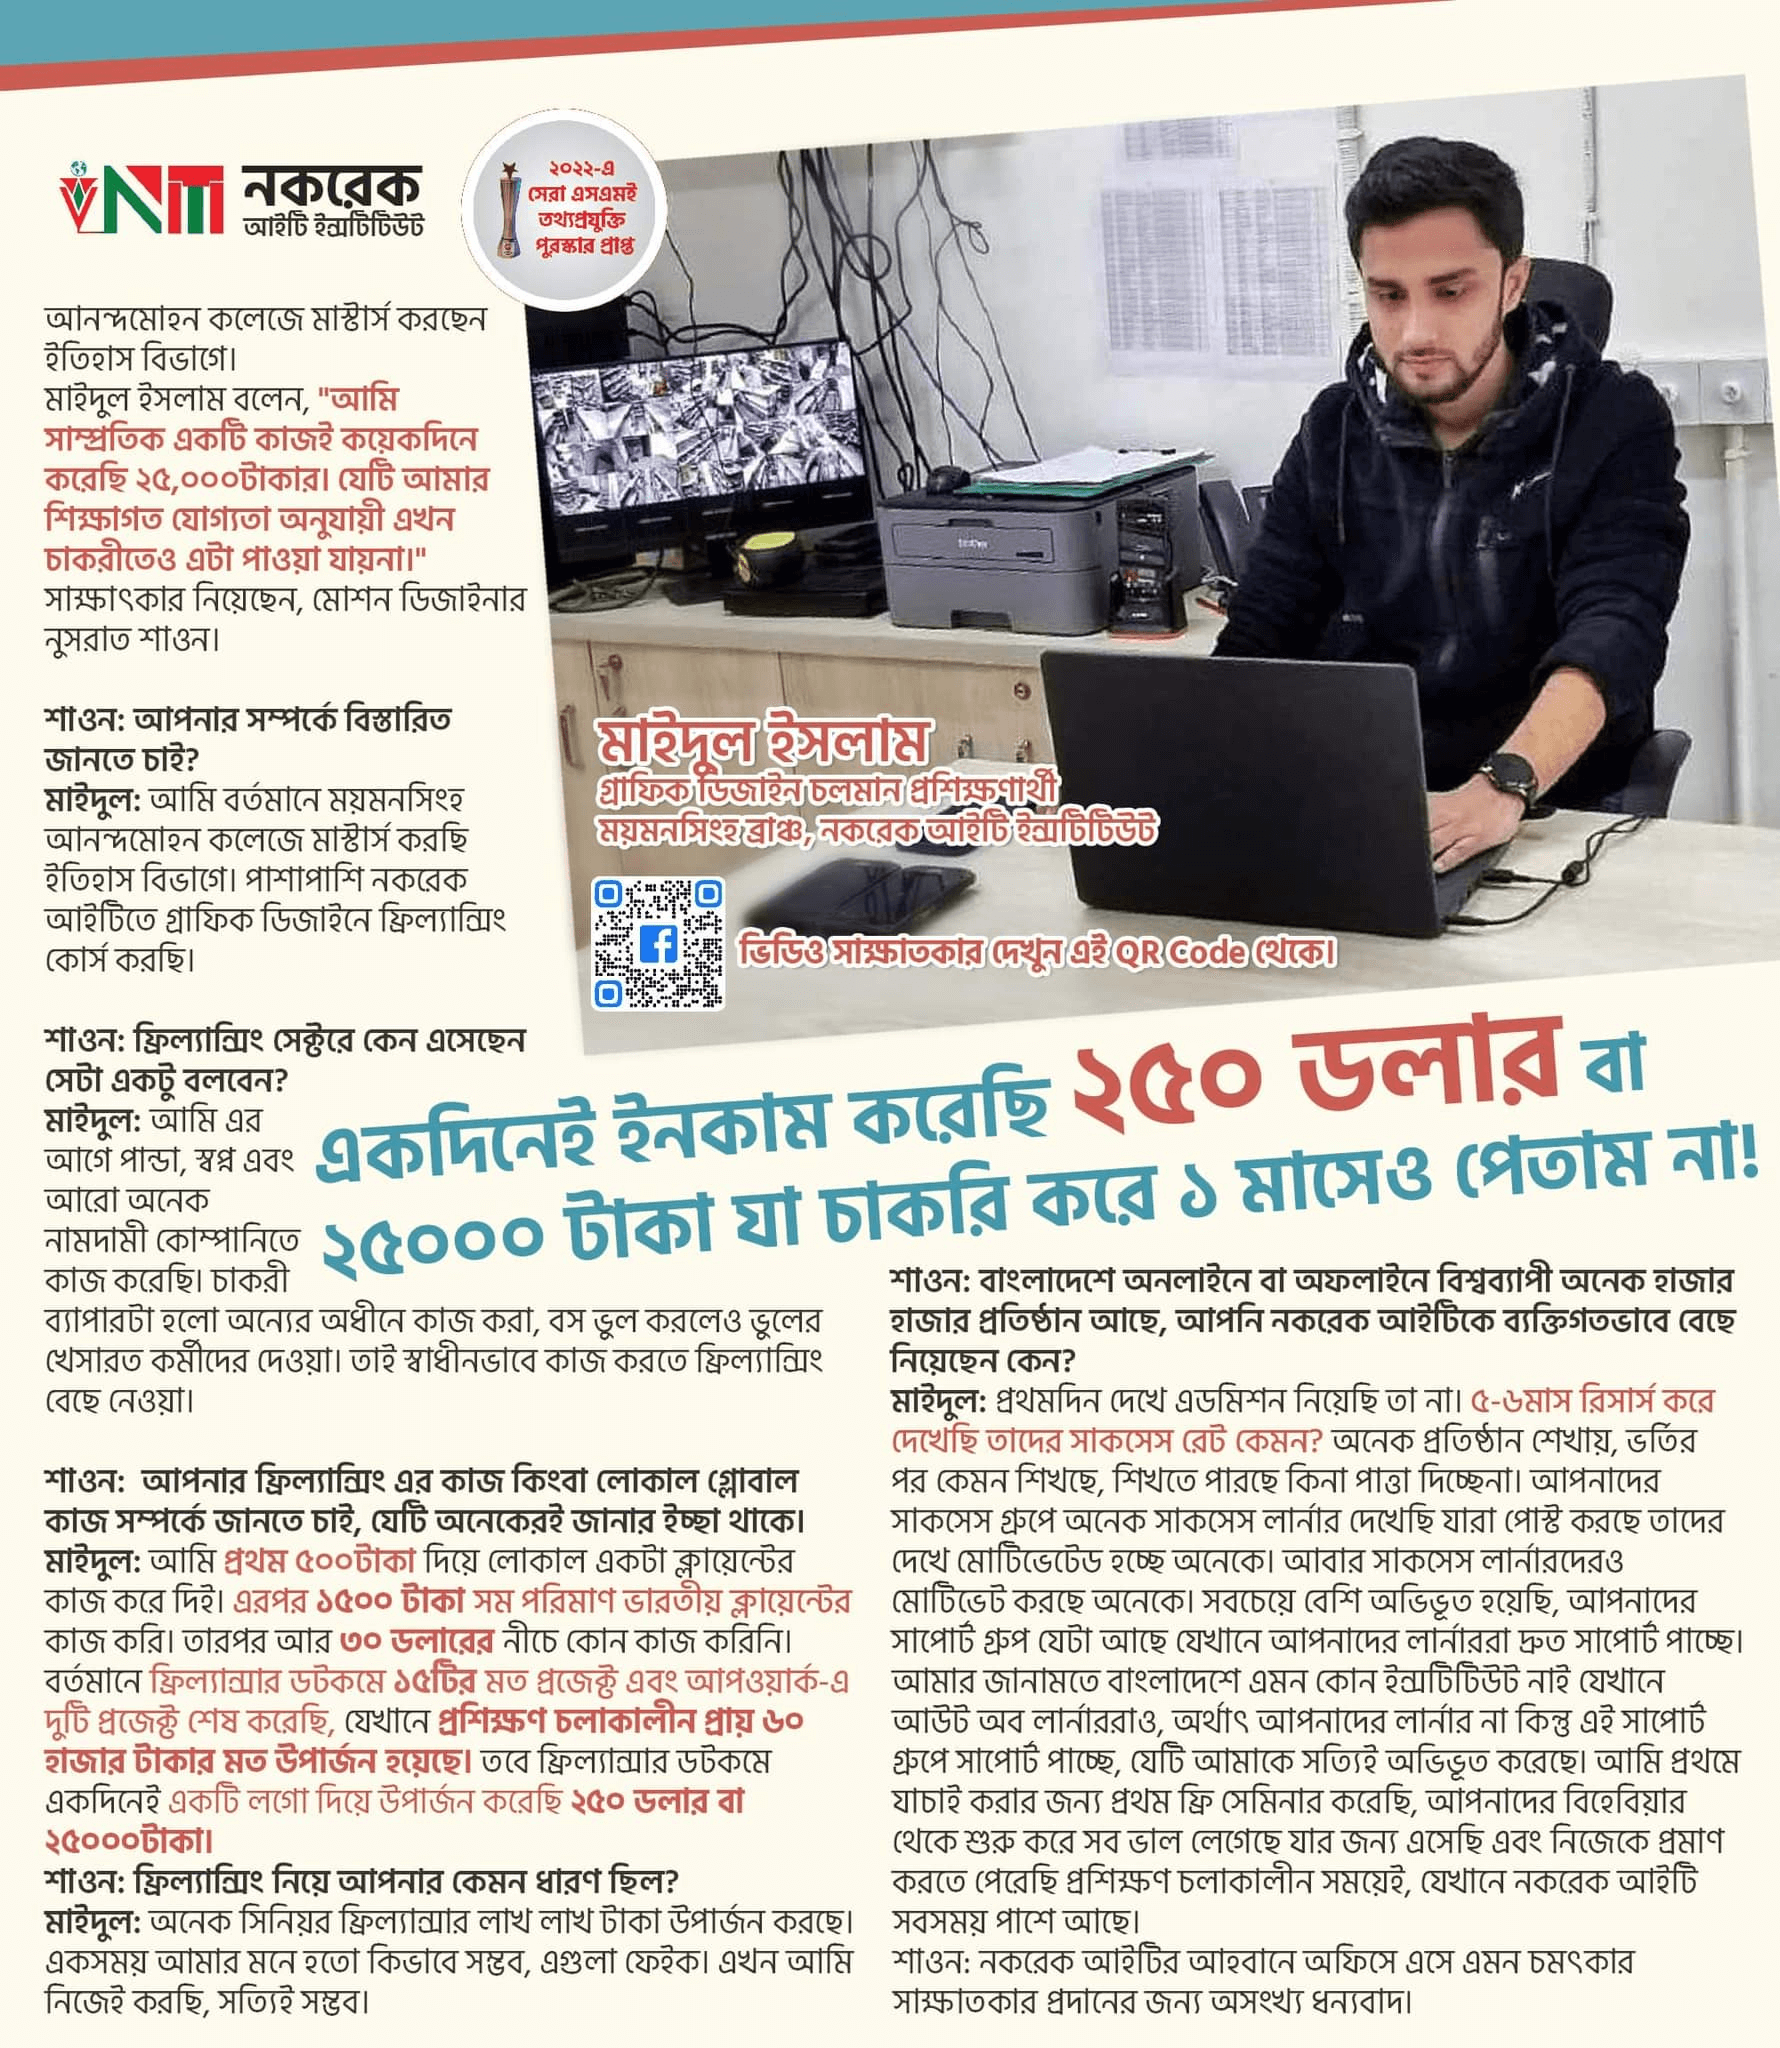 নকরেক
আইটি ইন্সটিটিউট
২০২২-এ
সেরা এসএমই
তথ্যপ্রযুক্তি
পুরস্কার প্রাপ্ত
আনন্দমোহন কলেজে মাস্টার্স করছেন
ইতিহাস বিভাগে।
মাইদুল ইসলাম বলেন, "আমি
সাম্প্রতিক একটি কাজই কয়েকদিনে
করেছি ২৫,০০০টাকার। যেটি আমার
শিক্ষাগত যোগ্যতা অনুযায়ী এখন
চাকরীতেও এটা পাওয়া যায়না।"
সাক্ষাৎকার নিয়েছেন, মোশন ডিজাইনার
নুসরাত শাওন।
শাওন: আপনার সম্পর্কে বিস্তারিত
জানতে চাই?
মাইদুল: আমি বর্তমানে ময়মনসিংহ
আনন্দমোহন কলেজে মাস্টার্স করছি
ইতিহাস বিভাগে। পাশাপাশি নকরেক
আইটিতে গ্রাফিক ডিজাইনে ফ্রিল্যান্সিং
কোর্স করছি।
brother
মাইদুল ইসলাম
গ্রাফিক ডিজাইন চলমান প্রশিক্ষণার্থী
ময়মনসিংহ ব্রাঞ্চ, নকরেক আইটি ইন্সটিটিউট
ভিডিও সাক্ষাতকার দেখুন এই QR Code থেকে।
একদিনেই ইনকাম করেছি ২৫০ ডলার বা
২৫০০০ টাকা যা চাকরি করে ১ মাসেও পেতাম না!
শাওন: ফ্রিল্যান্সিং সেক্টরে কেন এসেছেন
সেটা একটু বলবেন?
মাইদুল: আমি এর
আগে পান্ডা, স্বপ্ন এবং
আরো অনেক
নামদামী কোম্পানিতে
কাজ করেছি। চাকরী
ব্যাপারটা হলো অন্যের অধীনে কাজ করা, বস ভুল করলেও ভুলের
খেসারত কর্মীদের দেওয়া। তাই স্বাধীনভাবে কাজ করতে ফ্রিল্যান্সিং
বেছে নেওয়া।
শাওন: আপনার ফ্রিল্যান্সিং এর কাজ কিংবা লোকাল গ্লোবাল
কাজ সম্পর্কে জানতে চাই, যেটি অনেকেরই জানার ইচ্ছা থাকে।
মাইদুল: আমি প্রথম ৫০০টাকা দিয়ে লোকাল একটা ক্লায়েন্টের
কাজ করে দিই। এরপর ১৫০০ টাকা সম পরিমাণ ভারতীয় ক্লায়েন্টের
কাজ করি। তারপর আর ৩০ ডলারের নীচে কোন কাজ করিনি।
বর্তমানে ফ্রিল্যান্সার ডটকমে ১৫টির মত প্রজেক্ট এবং আপওয়ার্ক-এ
দুটি প্রজেক্ট শেষ করেছি, যেখানে প্রশিক্ষণ চলাকালীন প্রায় ৬০
হাজার টাকার মত উপার্জন হয়েছে। তবে ফ্রিল্যান্সার ডটকমে
একদিনেই একটি লগো দিয়ে উপার্জন করেছি ২৫০ ডলার বা
২৫০০০টাকা।
শাওন: ফ্রিল্যান্সিং নিয়ে আপনার কেমন ধারণ ছিল?
মাইদুল: অনেক সিনিয়র ফ্রিল্যান্সার লাখ লাখ টাকা উপার্জন করছে।
একসময় আমার মনে হতো কিভাবে সম্ভব, এগুলা ফেইক। এখন আমি
নিজেই করছি, সত্যিই সম্ভব।
শাওন: বাংলাদেশে অনলাইনে বা অফলাইনে বিশ্বব্যাপী অনেক হাজার
হাজার প্রতিষ্ঠান আছে, আপনি নকরেক আইটিকে ব্যক্তিগতভাবে বেছে
নিয়েছেন কেন?
মাইদুল: প্রথমদিন দেখে এডমিশন নিয়েছি তা না। ৫-৬মাস রিসার্স করে
দেখেছি তাদের সাকসেস রেট কেমন? অনেক প্রতিষ্ঠান শেখায়, ভর্তির
পর কেমন শিখছে, শিখতে পারছে কিনা পাত্তা দিচ্ছেনা। আপনাদের
সাকসেস গ্রুপে অনেক সাকসেস লার্নার দেখেছি যারা পোস্ট করছে তাদের
দেখে মোটিভেটেড হচ্ছে অনেকে। আবার সাকসেস লার্নারদেরও
মোটিভেট করছে অনেকে। সবচেয়ে বেশি অভিভূত হয়েছি, আপনাদের
সাপোর্ট গ্রুপ যেটা আছে যেখানে আপনাদের লার্নাররা দ্রুত সাপোর্ট পাচ্ছে।
আমার জানামতে বাংলাদেশে এমন কোন ইন্সটিটিউট নাই যেখানে
আউট অব লার্নাররাও, অর্থাৎ আপনাদের লার্নার না কিন্তু এই সাপোর্ট
গ্রুপে সাপোর্ট পাচ্ছে, যেটি আমাকে সত্যিই অভিভূত করেছে। আমি প্রথমে
যাচাই করার জন্য প্রথম ফ্রি সেমিনার করেছি, আপনাদের বিহেবিয়ার
থেকে শুরু করে সব ভাল লেগেছে যার জন্য এসেছি এবং নিজেকে প্রমাণ
করতে পেরেছি প্রশিক্ষণ চলাকালীন সময়েই, যেখানে নকরেক আইটি
সবসময় পাশে আছে।
শাওন: নকরেক আইটির আহবানে অফিসে এসে এমন চমৎকার
সাক্ষাতকার প্রদানের জন্য অসংখ্য ধন্যবাদ।